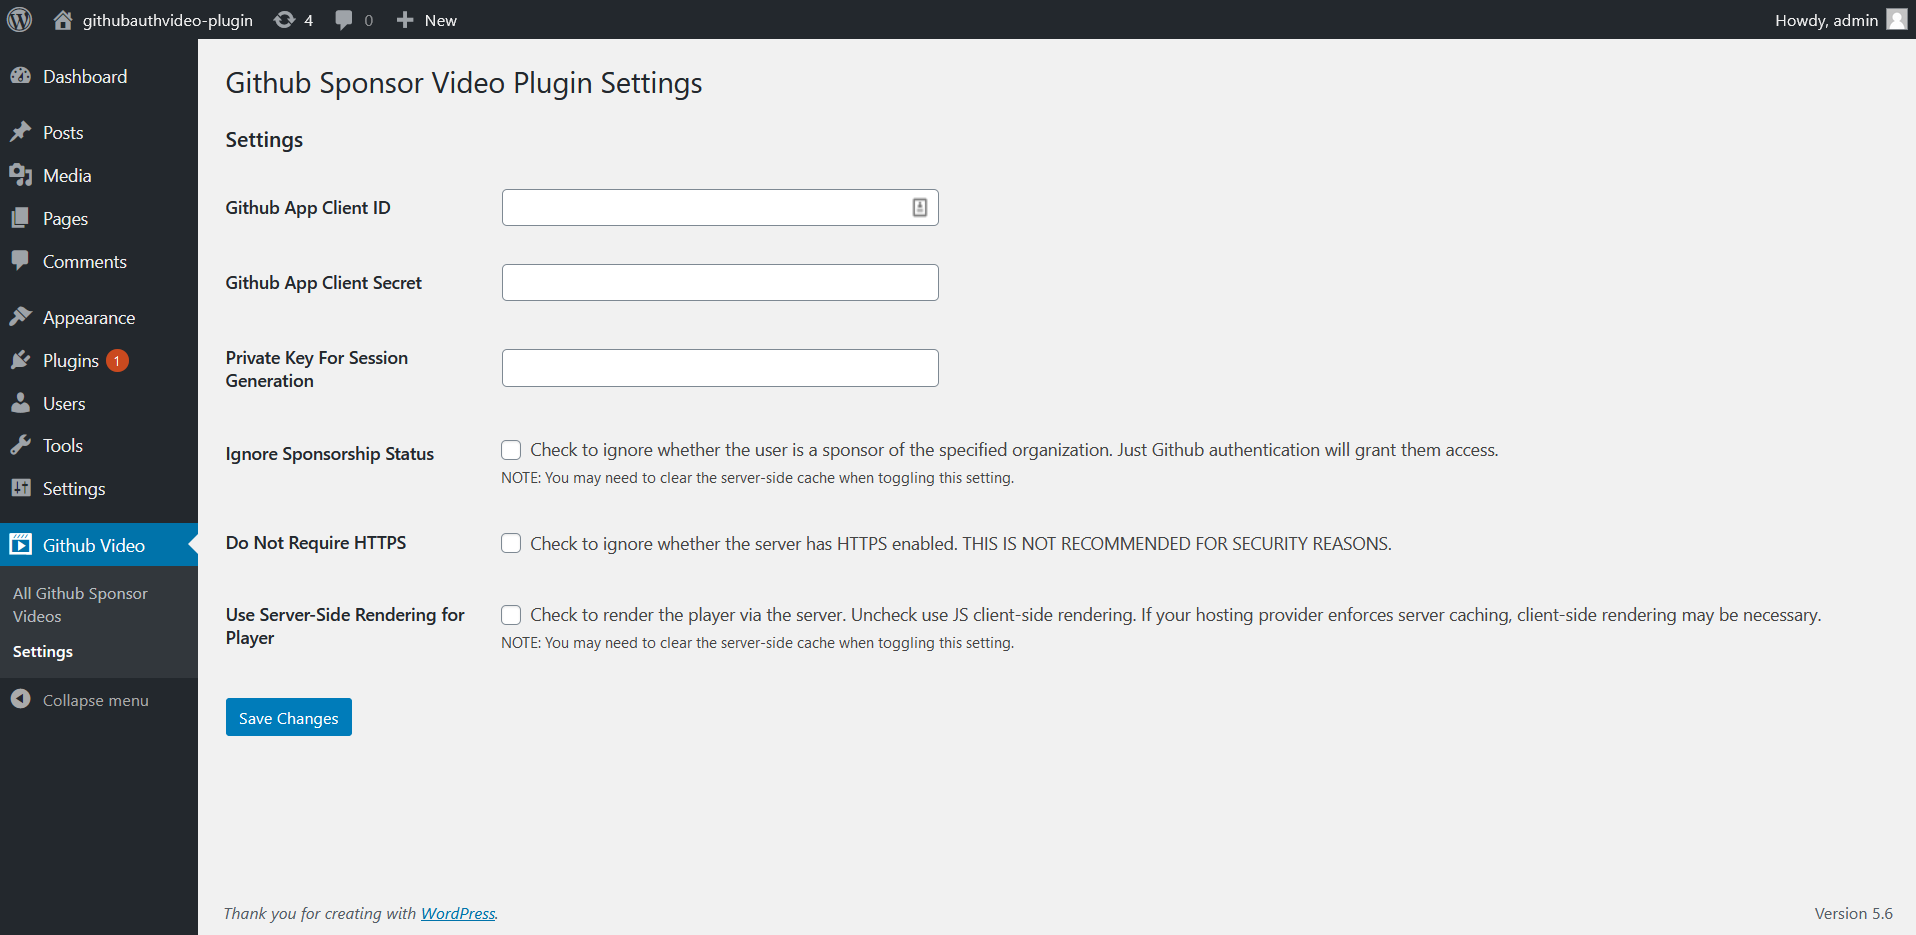 githubauthvideo-plugin 4 0 New Howdy, admin
Dashboard
Posts
Media
Pages
Comments
Appearance
Plugins 1
Users
Tools
Settings
Github Video
All Github Sponsor
Videos
Settings
Collapse menu
Github Sponsor Video Plugin Settings
Settings
Github App Client ID
Github App Client Secret
Private Key For Session
Generation
Ignore Sponsorship Status
Check to ignore whether the user is a sponsor of the specified organization. Just Github authentication will grant them access.
NOTE: You may need to clear the server-side cache when toggling this setting.
Do Not Require HTTPS
Check to ignore whether the server has HTTPS enabled. THIS IS NOT RECOMMENDED FOR SECURITY REASONS.
Use Server-Side Rendering for
Player
Check to render the player via the server. Uncheck use JS client-side rendering. If your hosting provider enforces server caching, client-side rendering may be necessary.
NOTE: You may need to clear the server-side cache when toggling this setting.
Save Changes
Thank you for creating with WordPress.
Version 5.6